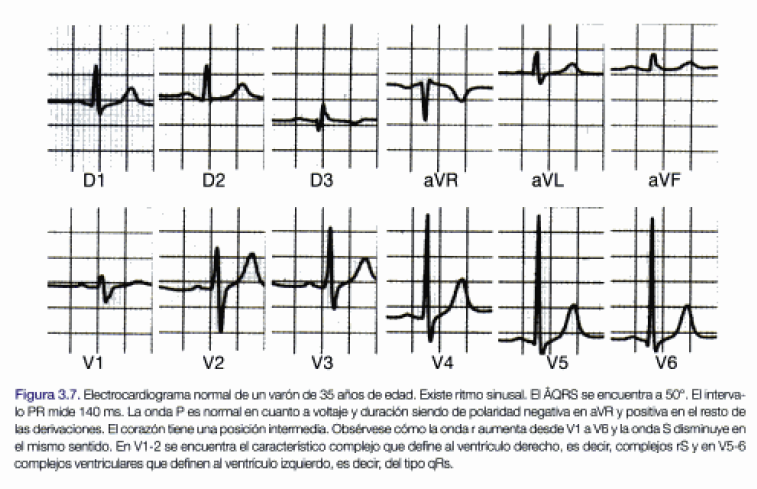 D1 D2 D3 aVR aVL aVF
V1 V2 V3 V4 V5 V6
Figura 3.7. Electrocardiograma normal de un varón de 35 años de edad. Existe ritmo sinusal. El ÂQRS se encuentra a 50°. El interva-
lo PR mide 140 ms. La onda P es normal en cuanto a voltaje y duración siendo de polaridad negativa en aVR y positiva en el resto de
las derivaciones. El corazón tiene una posición intermedia. Obsérvese cómo la onda r aumenta desde V1 a V6 y la onda S disminuye en
el mismo sentido. En V1-2 se encuentra el característico complejo que define al ventrículo derecho, es decir, complejos rS y en V5-6
complejos ventriculares que definen al ventrículo izquierdo, es decir, del tipo qRs.